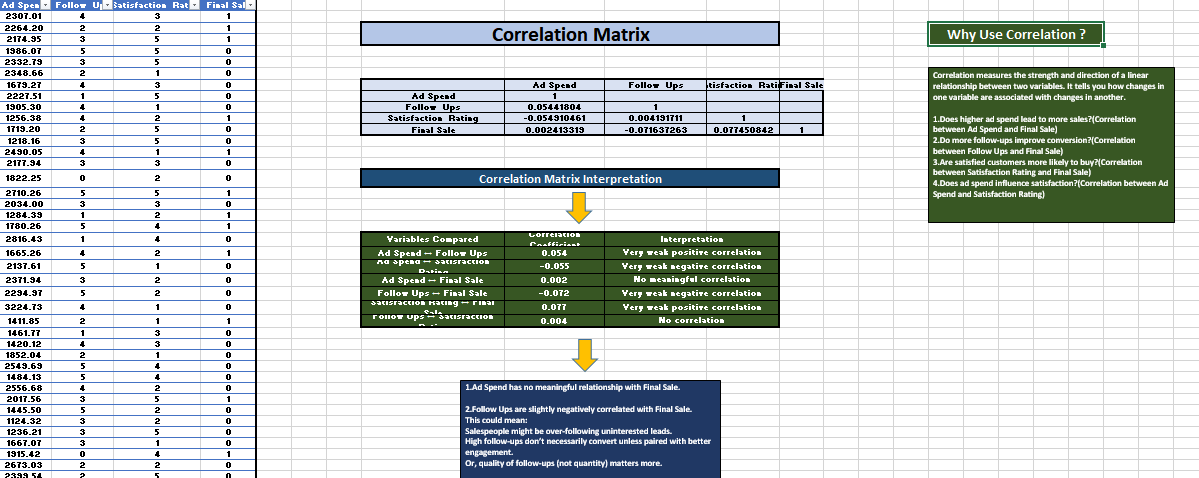 Ad Spen Follow U Satisfaction Rat Final Sal
2307.01 4 3 1
2264.20 2 2 1
2174.95 3 5 1
1986.07 5 5 0
2332.79 3 5 0
2348.66 2 1 0
1679.27 4 3 0
2227.51 1 5 0
1905.30 4 1 0
1256.38 4 2 1
1719.20 2 5 0
1218.16 3 5 0
2490.05 4 1 1
2177.94 3 3 0
1822.25 0 2 0
2710.26 5 5 1
2034.00 3 3 0
1284.39 1 2 1
1780.26 5 4 1
2816.43 1 4 0
1665.26 4 2 1
2137.61 5 1 0
2371.94 3 2 0
2294.97 5 2 0
3224.73 4 1 0
1411.85 2 1 1
1461.77 1 3 0
1420.12 4 3 0
1852.04 2 1 0
2549.69 5 4 0
1484.13 5 4 0
2556.68 4 2 0
2017.56 3 5 1
1445.50 5 2 0
1124.32 3 2 0
1236.21 3 5 0
1667.07 3 1 0
1915.42 0 4 1
2673.03 2 2 0
2399.54 2 5 0
Correlation Matrix
Ad Spend Follow Ups tisfaction Rati Final Sale
Ad Spend 1
Follow Ups 0.05441804 1
Satisfaction Rating -0.054910461 0.004191711 1
Final Sale 0.002413319 -0.071637263 0.077450842 1
Correlation Matrix Interpretation
Variables Compared Correlation Coefficient Interpretation
Ad Spend ↔ Follow Ups 0.054 Very weak positive correlation
Ad Spend ↔ Satisfaction Rating -0.055 Very weak negative correlation
Ad Spend ↔ Final Sale 0.002 No meaningful correlation
Follow Ups ↔ Final Sale -0.072 Very weak negative correlation
Satisfaction Rating ↔ Final Sale 0.077 Very weak positive correlation
Follow Ups ↔ Satisfaction 0.004 No correlation
1.Ad Spend has no meaningful relationship with Final Sale.
2.Follow Ups are slightly negatively correlated with Final Sale.
This could mean:
Salespeople might be over-following uninterested leads.
High follow-ups don't necessarily convert unless paired with better
engagement.
Or, quality of follow-ups (not quantity) matters more.
Why Use Correlation ?
Correlation measures the strength and direction of a linear
relationship between two variables. It tells you how changes in
one variable are associated with changes in another.
1.Does higher ad spend lead to more sales?(Correlation
between Ad Spend and Final Sale)
2.Do more follow-ups improve conversion?(Correlation
between Follow Ups and Final Sale)
3.Are satisfied customers more likely to buy?(Correlation
between Satisfaction Rating and Final Sale)
4.Does ad spend influence satisfaction?(Correlation between Ad
Spend and Satisfaction Rating)